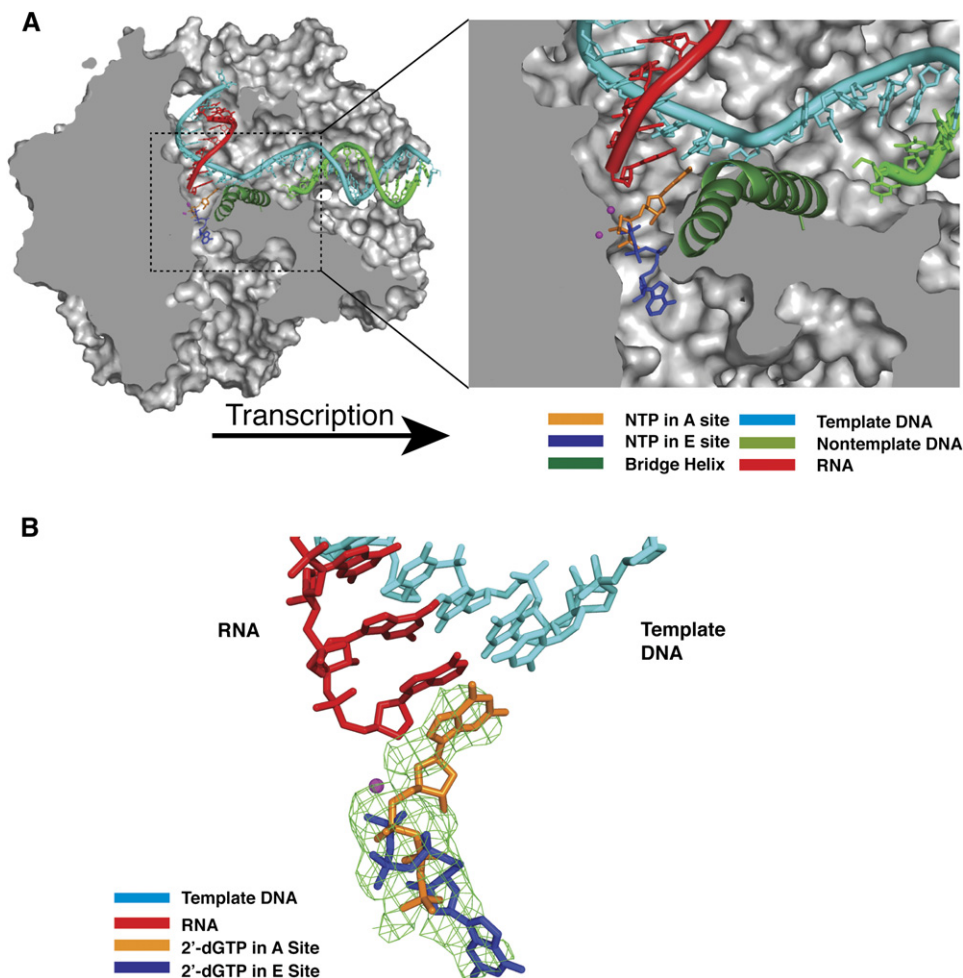 A
Transcription
NTP in A site
Template DNA
NTP in E site
Nontemplate DNA
Bridge Helix
RNA
B
RNA
Template
DNA
Template DNA
RNA
2'-dGTP in A Site
2'-dGTP in E Site